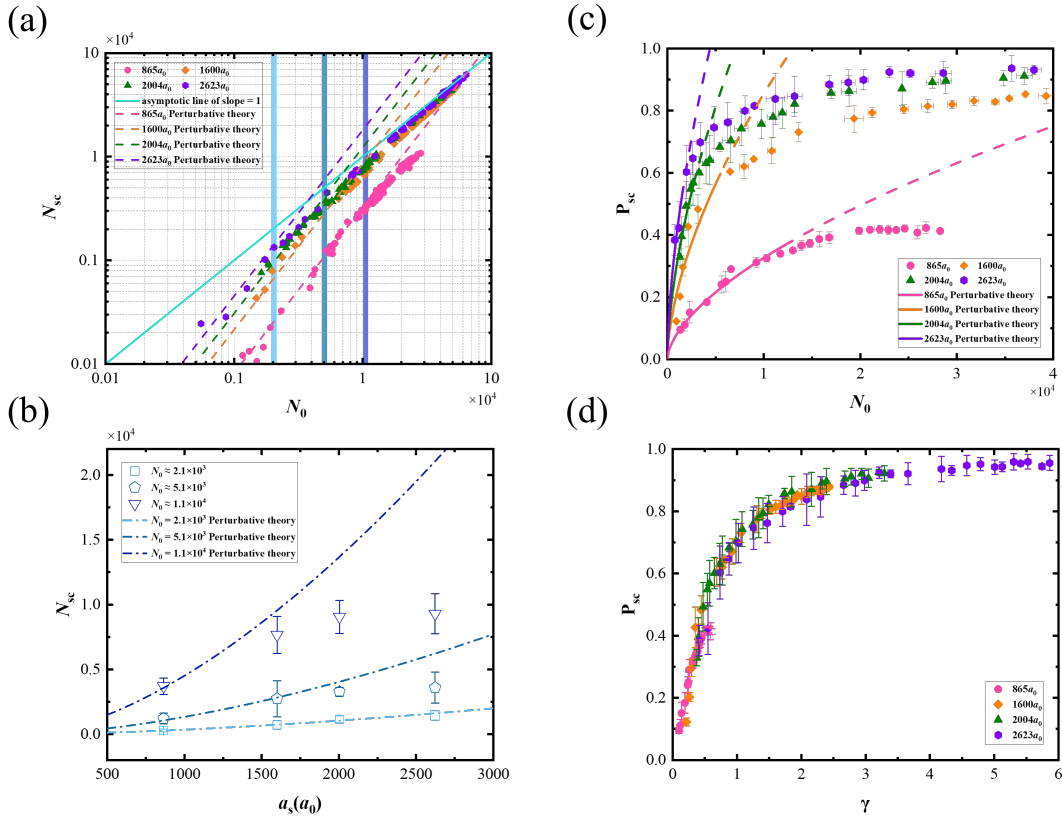 (a)
×10⁴
865a₀ 1600a₀
2004a₀ 2623a₀
asymptotic line of slope = 1
865a₀ Perturbative theory
1600a₀ Perturbative theory
2004a₀ Perturbative theory
2623a₀ Perturbative theory
10
1
0.1
0.01
N_sc
0.01 0.1 1 10
×10⁴
N₀
(c)
1.0
0.8
0.6
0.4
0.2
0.0
P_sc
865a₀ 1600a₀
2004a₀ 2623a₀
865a₀ Perturbative theory
1600a₀ Perturbative theory
2004a₀ Perturbative theory
2623a₀ Perturbative theory
0 1 2 3 4
×10⁴
N₀
(b)
×10⁴
N₀ ≈ 2.1×10³
N₀ ≈ 5.1×10³
N₀ ≈ 1.1×10⁴
N₀ = 2.1×10³ Perturbative theory
N₀ = 5.1×10³ Perturbative theory
N₀ = 1.1×10⁴ Perturbative theory
2.0
1.5
1.0
0.5
0.0
N_sc
500 1000 1500 2000 2500 3000
a_s(a₀)
(d)
1.0
0.8
0.6
0.4
0.2
0.0
P_sc
865a₀
1600a₀
2004a₀
2623a₀
0 1 2 3 4 5 6
γ